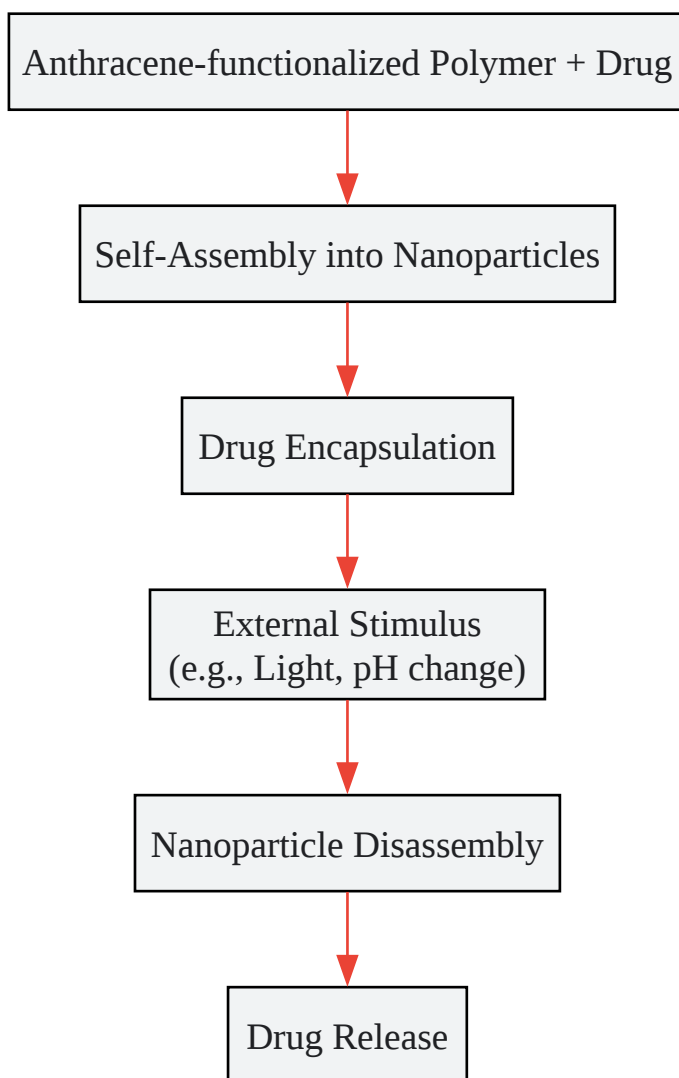 Anthracene-functionalized Polymer + Drug
Self-Assembly into Nanoparticles
Drug Encapsulation
External Stimulus
(e.g., Light, pH change)
Nanoparticle Disassembly
Drug Release